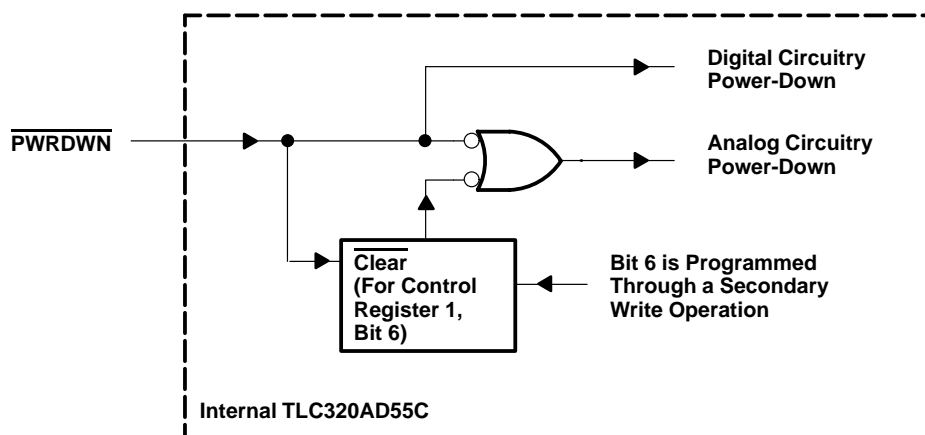 Digital Circuitry
Power-Down
PWRDWN
Analog Circuitry
Power-Down
Clear
(For Control
Register 1,
Bit 6)
Bit 6 is Programmed
Through a Secondary
Write Operation
Internal TLC320AD55C